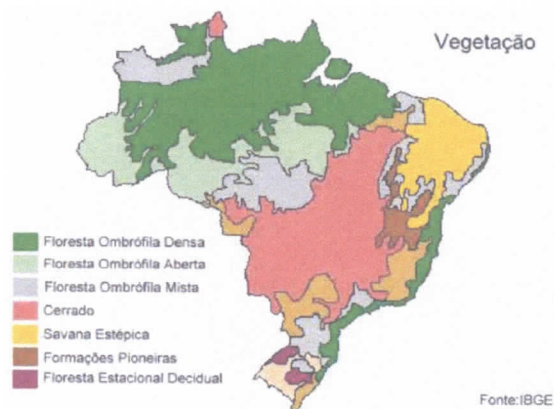 Vegetação
Floresta Ombrófila Densa
Floresta Ombrófila Aberta
Floresta Ombrófila Mista
Cerrado
Savana Estépica
Formações Pioneiras
Floresta Estacional Decidual
Fonte:IBGE